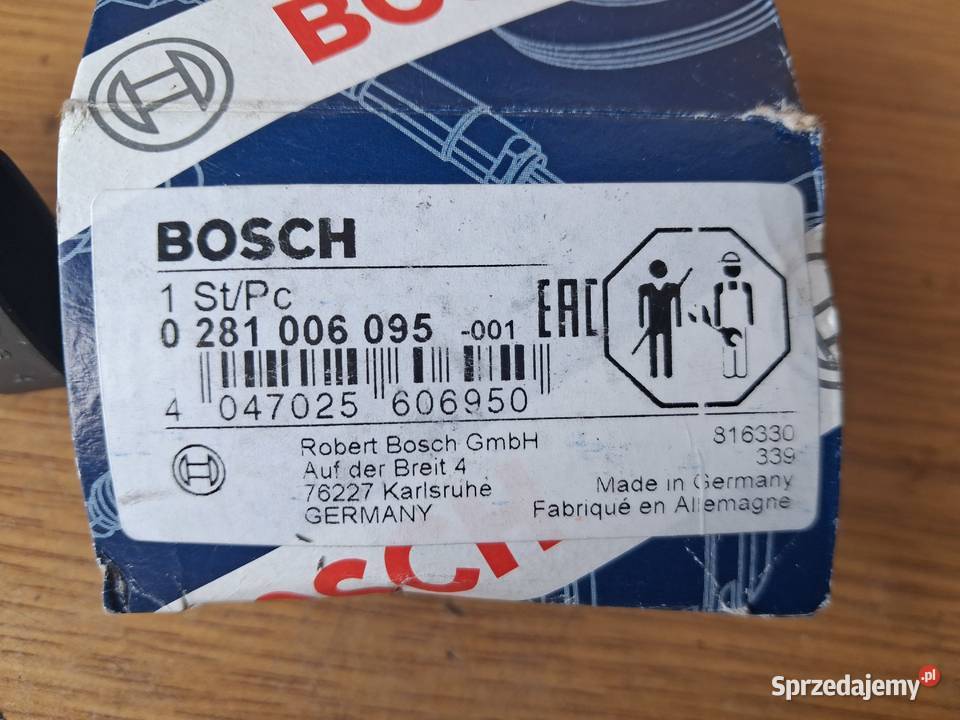 BOSCH
1 St/Pc
0 281 006 095 -001
EAC
4 047025 606950
Robert Bosch GmbH
Auf der Breit 4
76227 Karlsruhe
GERMANY
816330
339
Made in Germany
Fabriqué en Allemagne
Sprzedajemy.pl